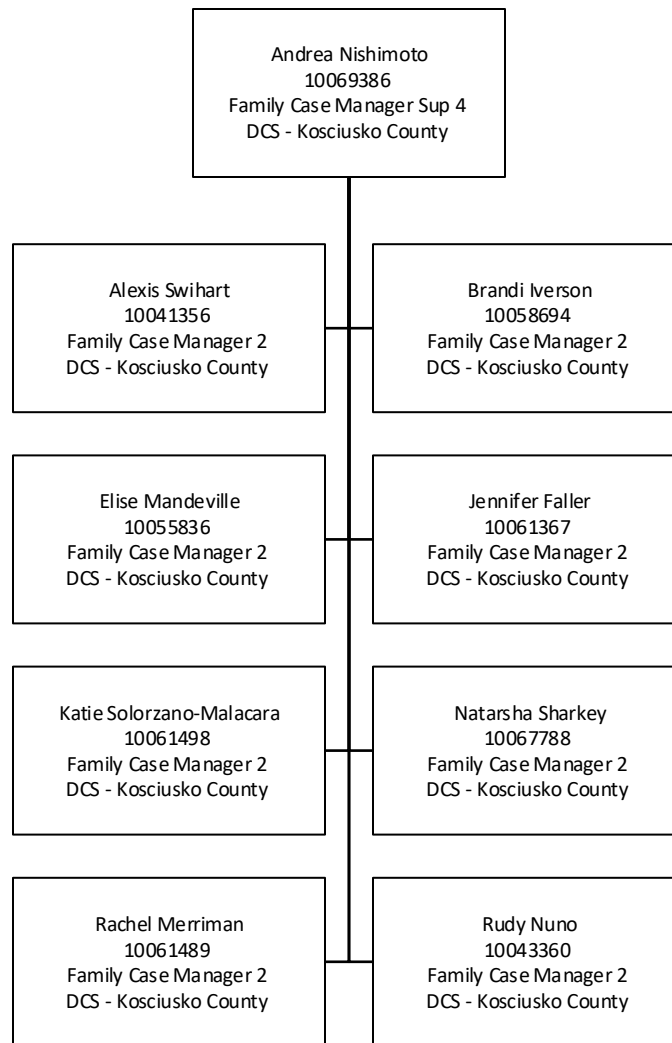 Andrea Nishimoto
10069386
Family Case Manager Sup 4
DCS - Kosciusko County
Alexis Swihart
10041356
Family Case Manager 2
DCS - Kosciusko County
Brandi Iverson
10058694
Family Case Manager 2
DCS - Kosciusko County
Elise Mandeville
10055836
Family Case Manager 2
DCS - Kosciusko County
Jennifer Faller
10061367
Family Case Manager 2
DCS - Kosciusko County
Katie Solorzano-Malacara
10061498
Family Case Manager 2
DCS - Kosciusko County
Natarsha Sharkey
10067788
Family Case Manager 2
DCS - Kosciusko County
Rachel Merriman
10061489
Family Case Manager 2
DCS - Kosciusko County
Rudy Nuno
10043360
Family Case Manager 2
DCS - Kosciusko County